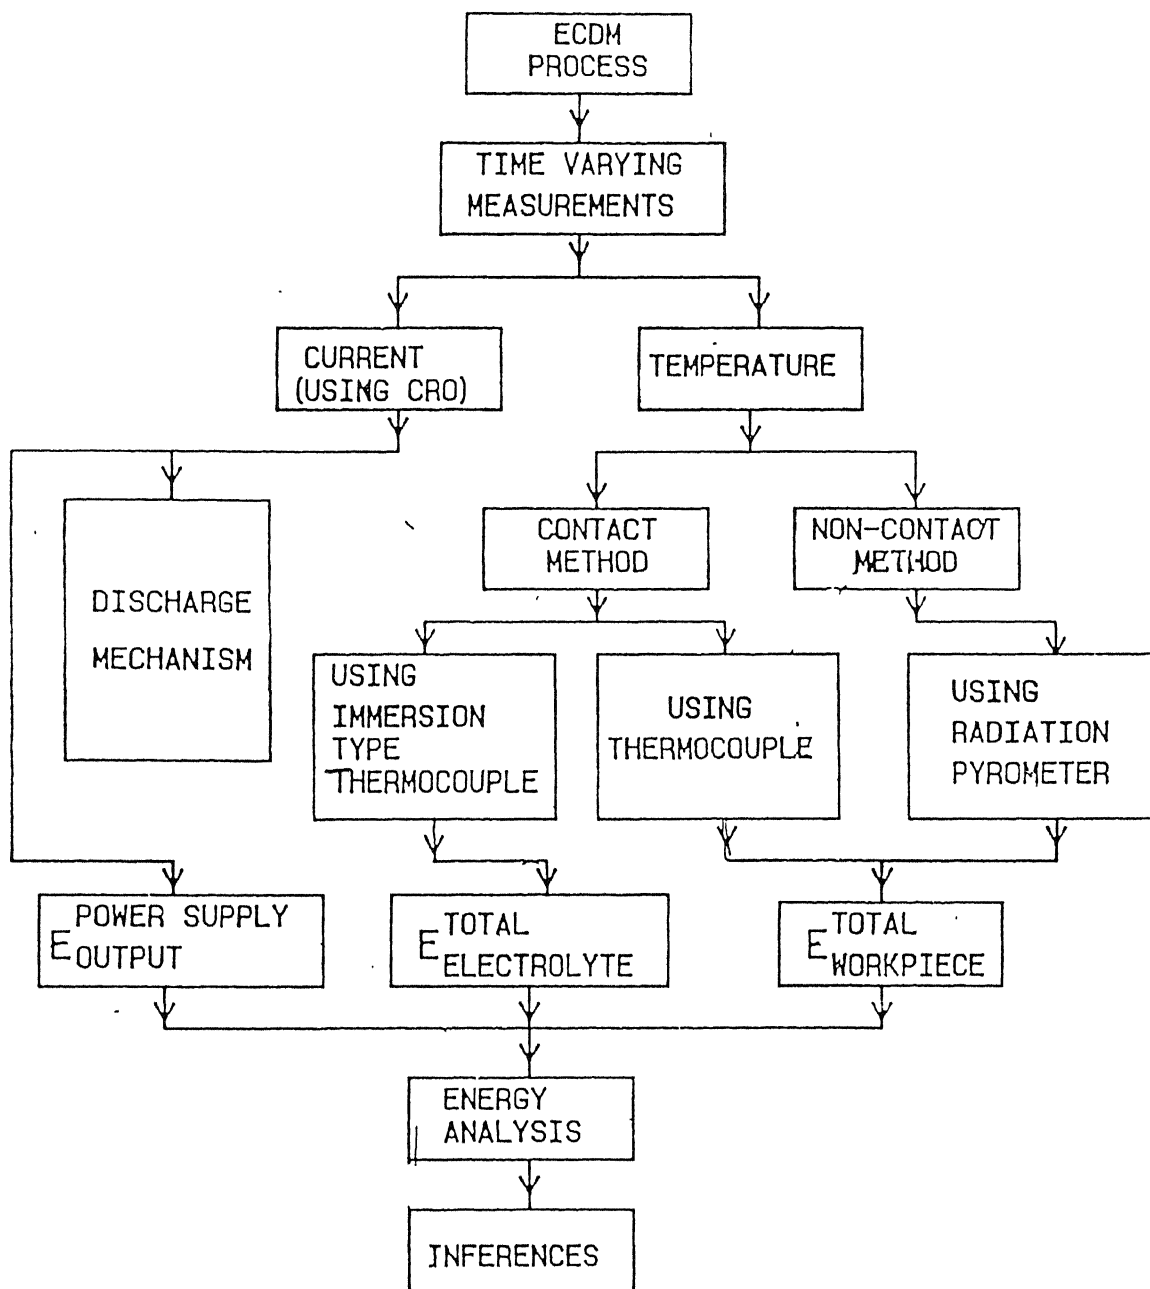 ECDM
PROCESS
TIME VARYING
MEASUREMENTS
CURRENT
(USING CRO)
TEMPERATURE
CONTACT
METHOD
NON-CONTACT
METHOD
DISCHARGE
MECHANISM
USING
IMMERSION
TYPE
THERMOCOUPLE
USING
THERMOCOUPLE
USING
RADIATION
PYROMETER
E POWER SUPPLY
OUTPUT
E TOTAL
ELECTROLYTE
E TOTAL
WORKPIECE
ENERGY
ANALYSIS
INFERENCES